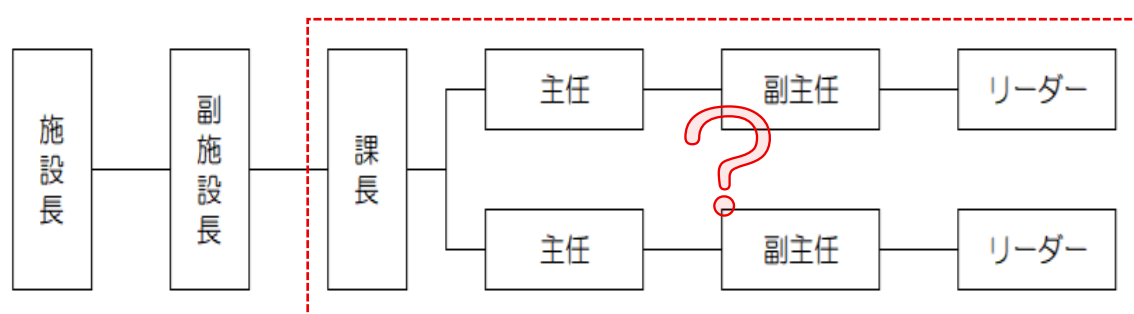 施設長
副施設長
課長
主任
副主任
リーダー
?
主任
副主任
リーダー